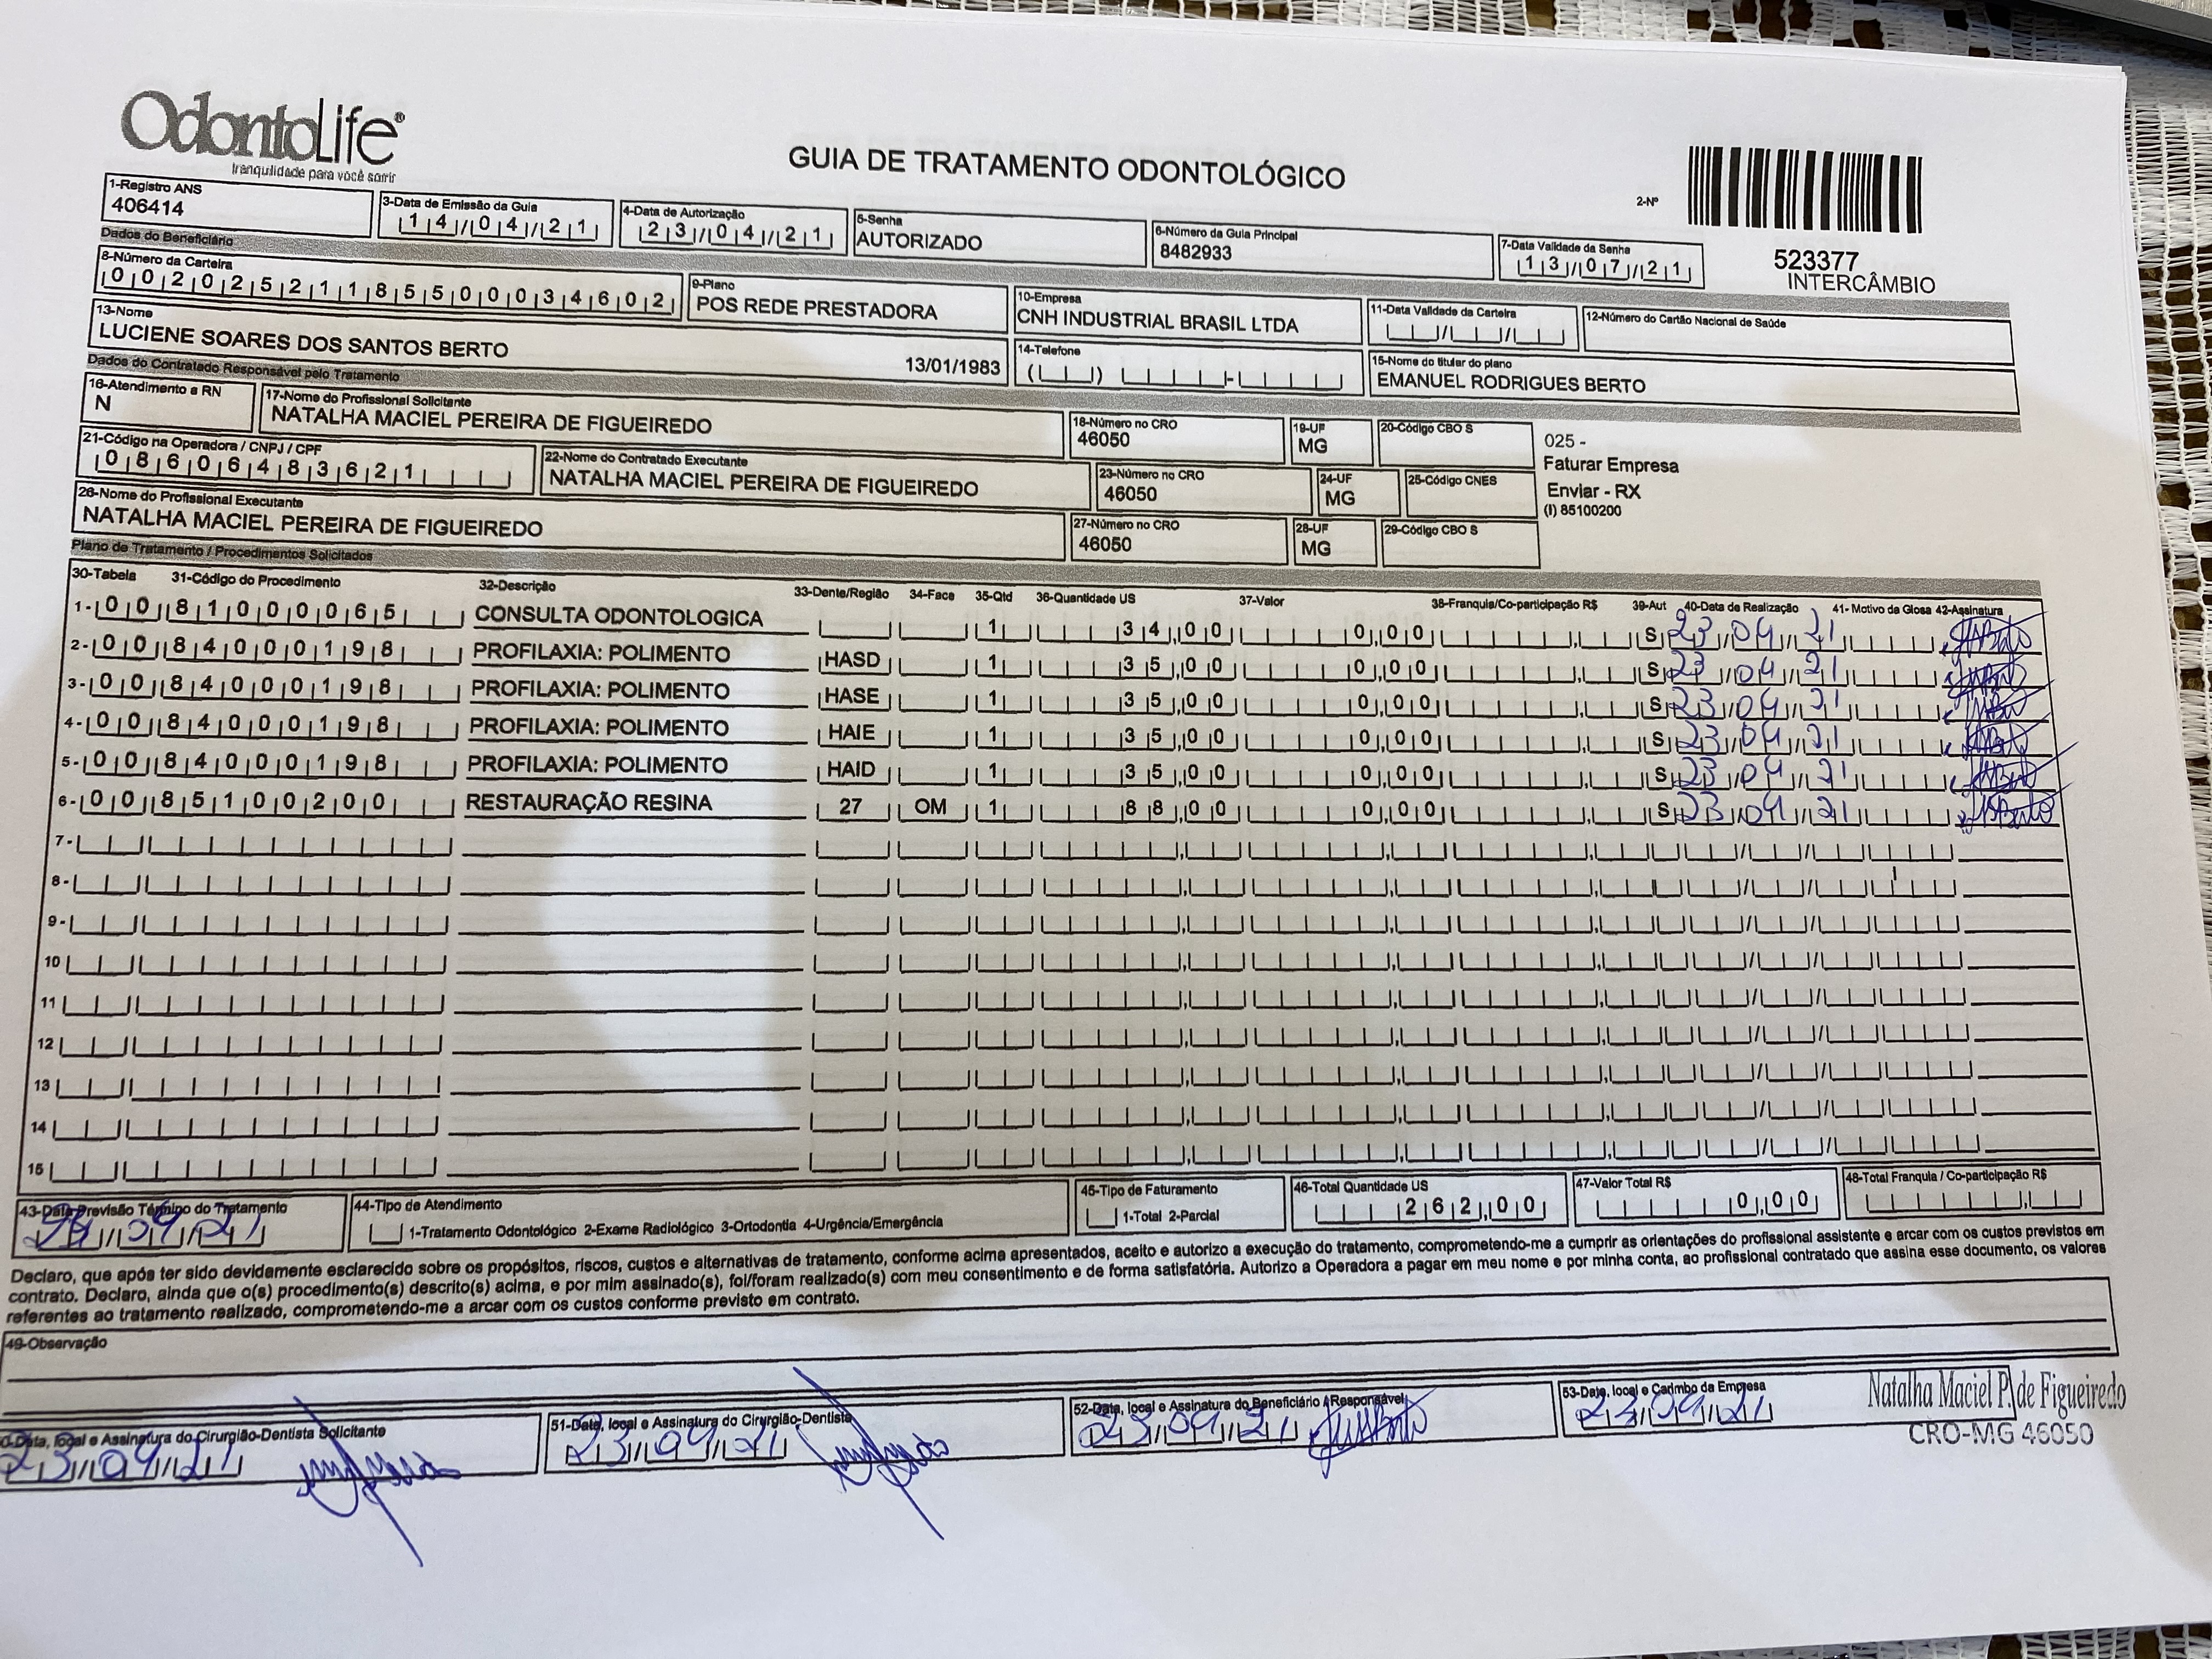 OdontoLife®
tranquilidade para você sorrir
GUIA DE TRATAMENTO ODONTOLÓGICO
2-Nº
523377
INTERCÂMBIO
1-Registro ANS
406414
3-Data de Emissão da Guia
14/04/21
4-Data de Autorização
23/04/21
5-Senha
AUTORIZADO
6-Número da Guia Principal
8482933
7-Data Validade da Senha
13/07/21
Dados do Beneficiário
8-Número da Carteira
00202521185500034602
9-Plano
POS REDE PRESTADORA
10-Empresa
CNH INDUSTRIAL BRASIL LTDA
11-Data Validade da Carteira
12-Número do Cartão Nacional de Saúde
13-Nome
LUCIENE SOARES DOS SANTOS BERTO
13/01/1983
14-Telefone
15-Nome do titular do plano
EMANUEL RODRIGUES BERTO
Dados do Contratado Responsável pelo Tratamento
16-Atendimento a RN
N
17-Nome do Profissional Solicitante
NATALHA MACIEL PEREIRA DE FIGUEIREDO
18-Número no CRO
46050
19-UF
MG
20-Código CBO S
025 -
Faturar Empresa
Enviar - RX
(I) 85100200
21-Código na Operadora / CNPJ / CPF
08606483621
22-Nome do Contratado Executante
NATALHA MACIEL PEREIRA DE FIGUEIREDO
23-Número no CRO
46050
24-UF
MG
25-Código CNES
26-Nome do Profissional Executante
NATALHA MACIEL PEREIRA DE FIGUEIREDO
27-Número no CRO
46050
28-UF
MG
29-Código CBO S
Plano de Tratamento / Procedimentos Solicitados
30-Tabela 31-Código do Procedimento 32-Descrição 33-Dente/Região 34-Face 35-Qtd 36-Quantidade US 37-Valor 38-Franquia/Co-participação R$ 39-Aut 40-Data de Realização 41- Motivo da Glosa 42-Assinatura
1- 00 81000065 CONSULTA ODONTOLOGICA 1 34,00 0,00 S 23/04/21
2- 00 84000198 PROFILAXIA: POLIMENTO HASD 1 35,00 0,00 S 23/04/21
3- 00 84000198 PROFILAXIA: POLIMENTO HASE 1 35,00 0,00 S 23/04/21
4- 00 84000198 PROFILAXIA: POLIMENTO HAIE 1 35,00 0,00 S 23/04/21
5- 00 84000198 PROFILAXIA: POLIMENTO HAID 1 35,00 0,00 S 23/04/21
6- 00 85100200 RESTAURAÇÃO RESINA 27 OM 1 88,00 0,00 S 23/04/21
7-
8-
9-
10
11
12
13
14
15
43-Data Previsão Término do Tratamento
44-Tipo de Atendimento
1-Tratamento Odontológico 2-Exame Radiológico 3-Ortodontia 4-Urgência/Emergência
45-Tipo de Faturamento
1-Total 2-Parcial
46-Total Quantidade US
262,00
47-Valor Total R$
0,00
48-Total Franquia / Co-participação R$
Declaro, que após ter sido devidamente esclarecido sobre os propósitos, riscos, custos e alternativas de tratamento, conforme acima apresentados, aceito e autorizo a execução do tratamento, comprometendo-me a cumprir as orientações do profissional assistente e arcar com os custos previstos em
contrato. Declaro, ainda que o(s) procedimento(s) descrito(s) acima, e por mim assinado(s), foi/foram realizado(s) com meu consentimento e de forma satisfatória. Autorizo a Operadora a pagar em meu nome e por minha conta, ao profissional contratado que assina esse documento, os valores
referentes ao tratamento realizado, comprometendo-me a arcar com os custos conforme previsto em contrato.
49-Observação
0-Data, local e Assinatura do Cirurgião-Dentista Solicitante
23/04/21
51-Data, local e Assinatura do Cirurgião-Dentista
23/04/21
52-Data, local e Assinatura do Beneficiário / Responsável
23/04/21
53-Data, local e Carimbo da Empresa
23/04/21
Natalha Maciel P. de Figueiredo
CRO-MG 46050